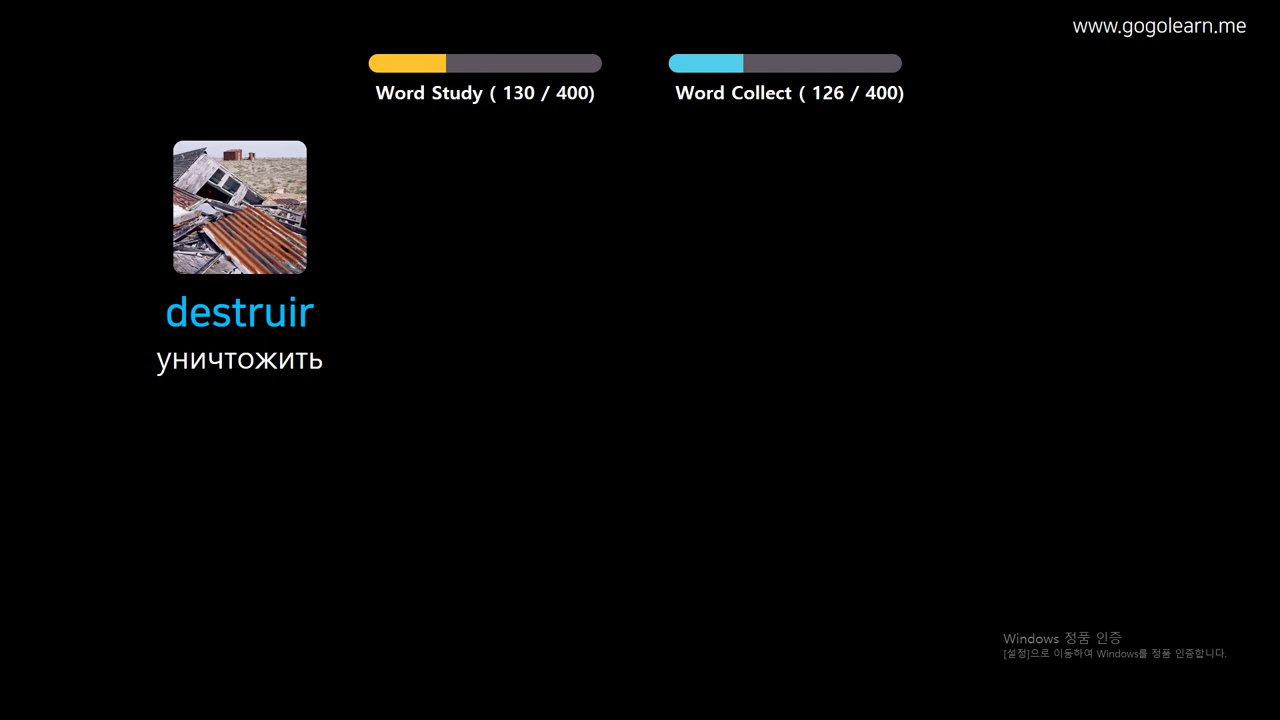 www.gogolearn.me
Word Study ( 130 / 400)
Word Collect ( 126 / 400)
destruir
уничтожить
Windows 정품 인증
[설정]으로 이동하여 Windows를 정품 인증합니다.